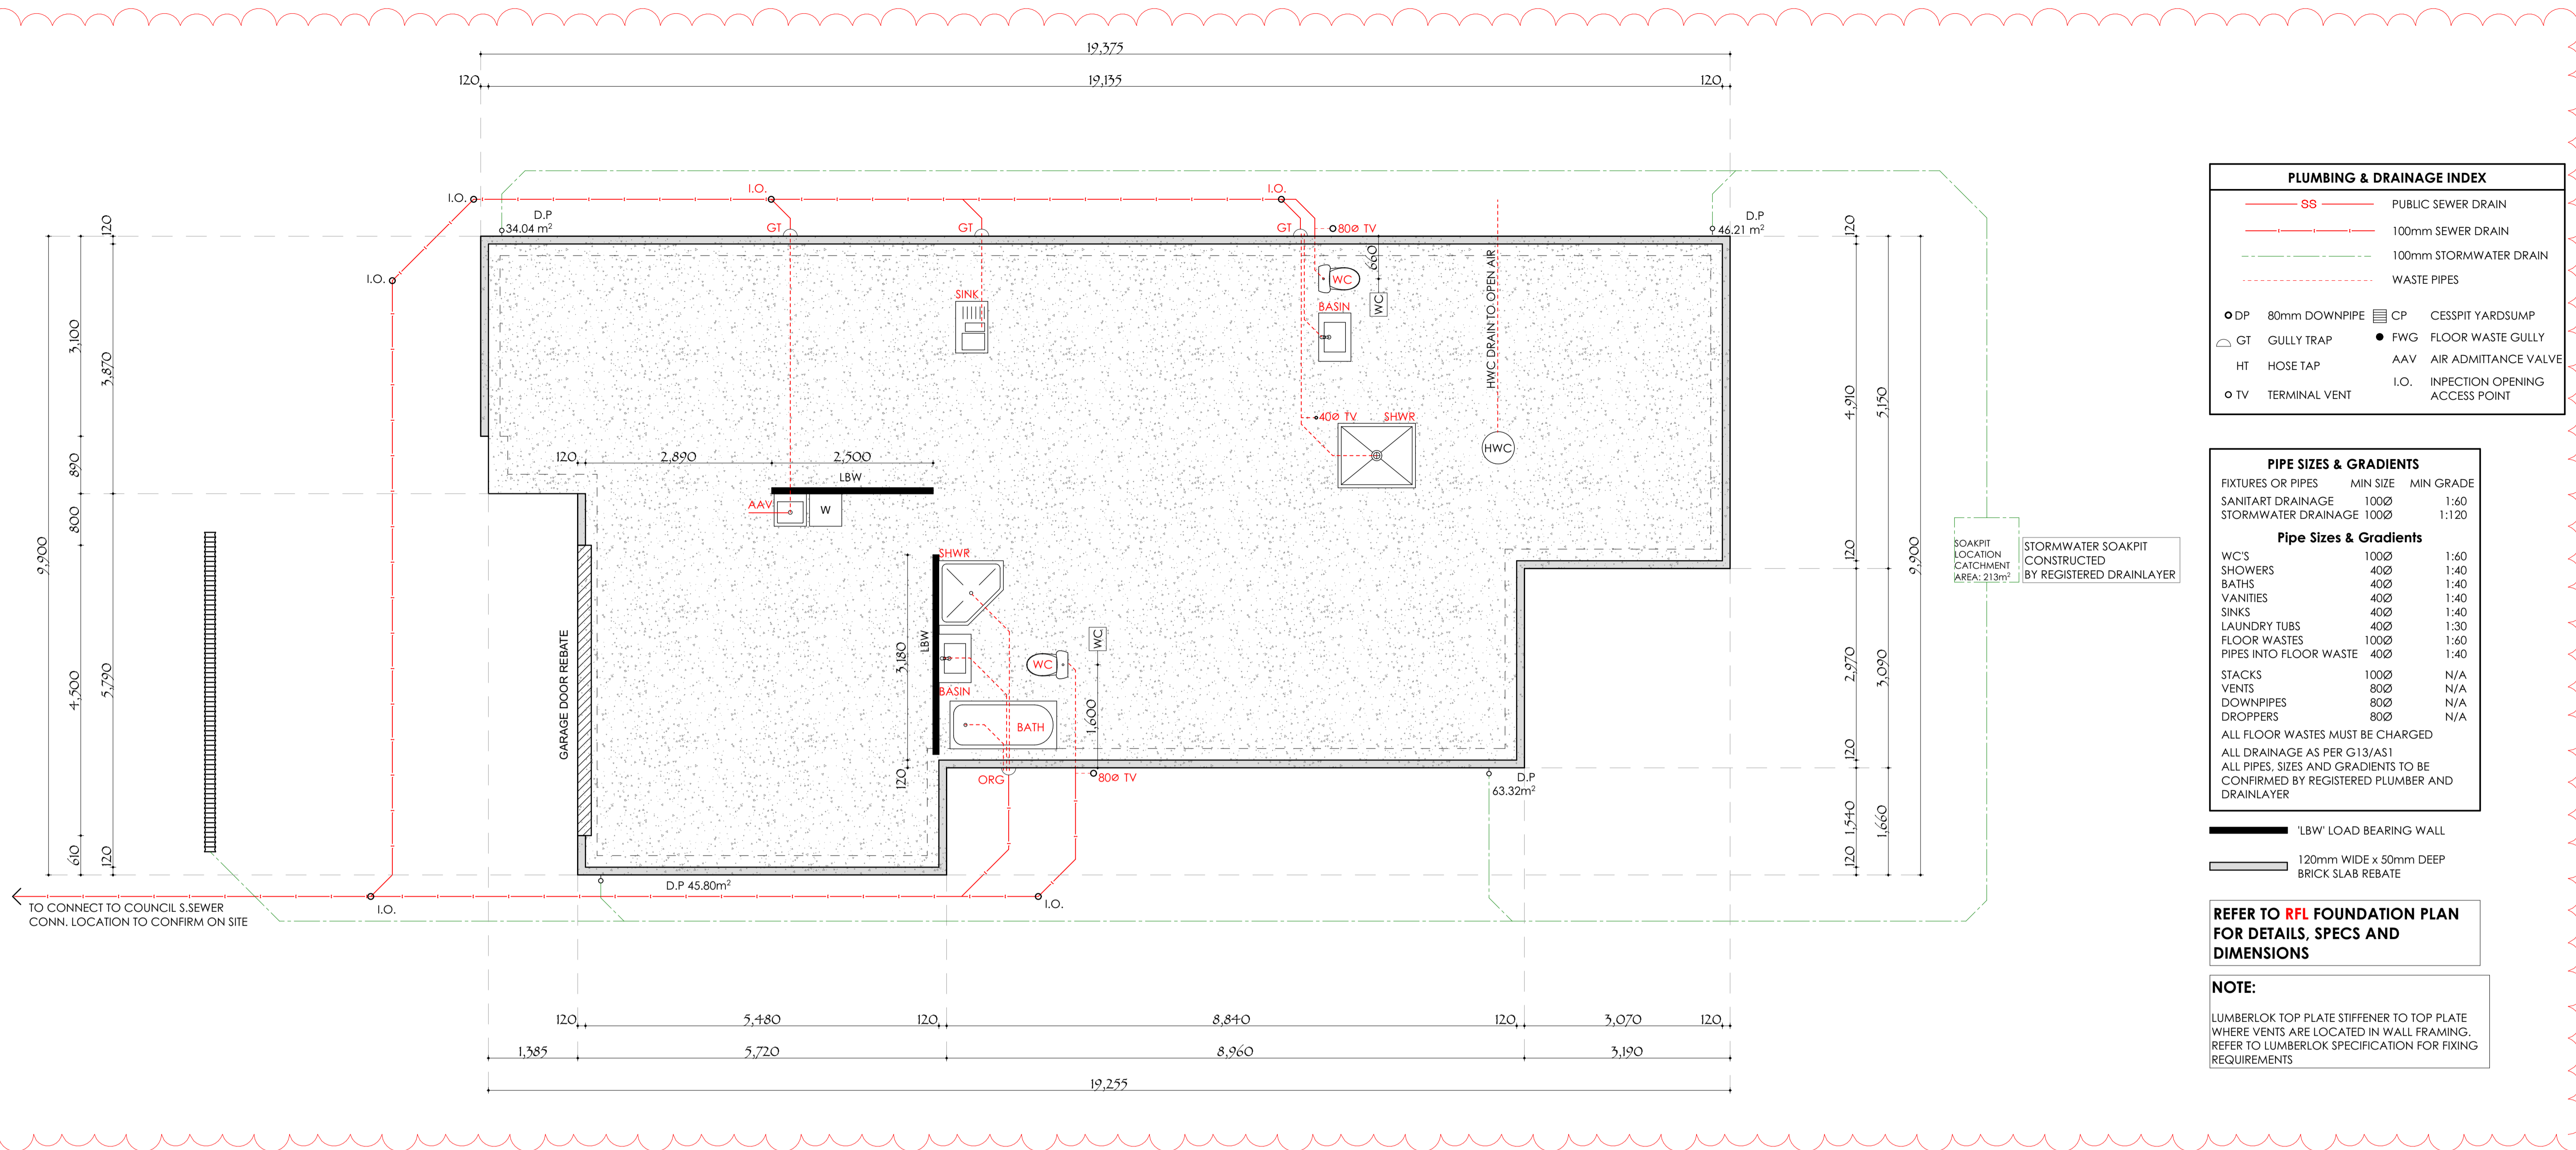 19,375
120
19,135
120
I.O.
I.O.
I.O.
D.P
34.04 m²
GT
GT
GT
80Ø TV
D.P
46.21 m²
120
120
120
120
I.O.
SINK
WC
660
WC
BASIN
HWC DRAIN TO OPEN AIR
3,100
3,870
9,900
890
800
4,500
5,790
610
120
40Ø TV
SHWR
HWC
4,910
5,150
120
2,890
2,500
LBW
AAV
W
SHWR
GARAGE DOOR REBATE
3,180
LBW
WC
WC
BASIN
BATH
1,600
120
ORG
80Ø TV
D.P
63.32m²
120
9,900
2,970
3,090
120
1,540
1,660
120
SOAKPIT
LOCATION
CATCHMENT
AREA: 213m²
STORMWATER SOAKPIT
CONSTRUCTED
BY REGISTERED DRAINLAYER
D.P 45.80m²
TO CONNECT TO COUNCIL S.SEWER
CONN. LOCATION TO CONFIRM ON SITE
I.O.
I.O.
120
5,480
120
8,840
120
3,070
120
1,385
5,720
8,960
3,190
19,255
PLUMBING & DRAINAGE INDEX
SS
PUBLIC SEWER DRAIN
100mm SEWER DRAIN
100mm STORMWATER DRAIN
WASTE PIPES
DP 80mm DOWNPIPE
CP CESSPIT YARDSUMP
GT GULLY TRAP
FWG FLOOR WASTE GULLY
HT HOSE TAP
AAV AIR ADMITTANCE VALVE
TV TERMINAL VENT
I.O. INPECTION OPENING
ACCESS POINT
PIPE SIZES & GRADIENTS
FIXTURES OR PIPES MIN SIZE MIN GRADE
SANITART DRAINAGE 100Ø 1:60
STORMWATER DRAINAGE 100Ø 1:120
Pipe Sizes & Gradients
WC'S 100Ø 1:60
SHOWERS 40Ø 1:40
BATHS 40Ø 1:40
VANITIES 40Ø 1:40
SINKS 40Ø 1:40
LAUNDRY TUBS 40Ø 1:30
FLOOR WASTES 100Ø 1:60
PIPES INTO FLOOR WASTE 40Ø 1:40
STACKS 100Ø N/A
VENTS 80Ø N/A
DOWNPIPES 80Ø N/A
DROPPERS 80Ø N/A
ALL FLOOR WASTES MUST BE CHARGED
ALL DRAINAGE AS PER G13/AS1
ALL PIPES, SIZES AND GRADIENTS TO BE
CONFIRMED BY REGISTERED PLUMBER AND
DRAINLAYER
'LBW' LOAD BEARING WALL
120mm WIDE x 50mm DEEP
BRICK SLAB REBATE
REFER TO RFL FOUNDATION PLAN
FOR DETAILS, SPECS AND
DIMENSIONS
NOTE:
LUMBERLOK TOP PLATE STIFFENER TO TOP PLATE
WHERE VENTS ARE LOCATED IN WALL FRAMING.
REFER TO LUMBERLOK SPECIFICATION FOR FIXING
REQUIREMENTS